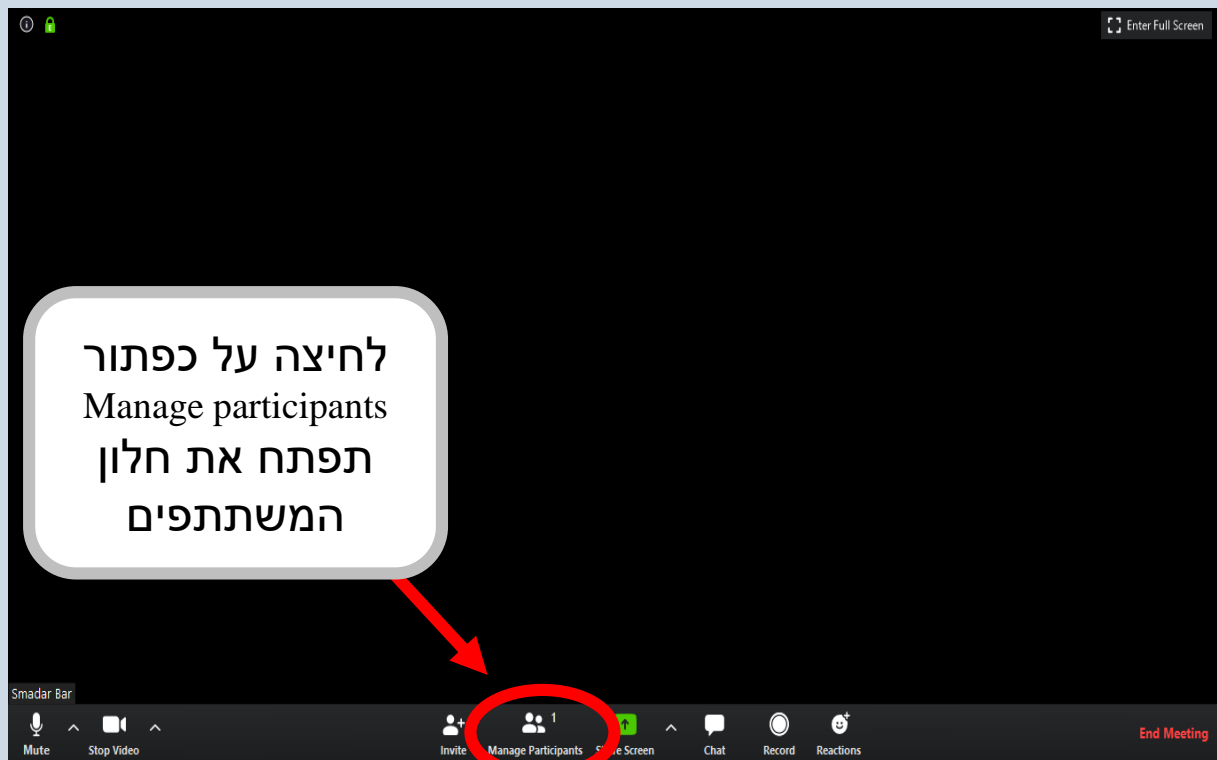 Enter Full Screen
לחיצה על כפתור
Manage participants
תפתח את חלון
המשתתפים
Smadar Bar
1
Mute
Stop Video
Invite
Manage Participants
Screen
Chat
Record
Reactions
End Meeting